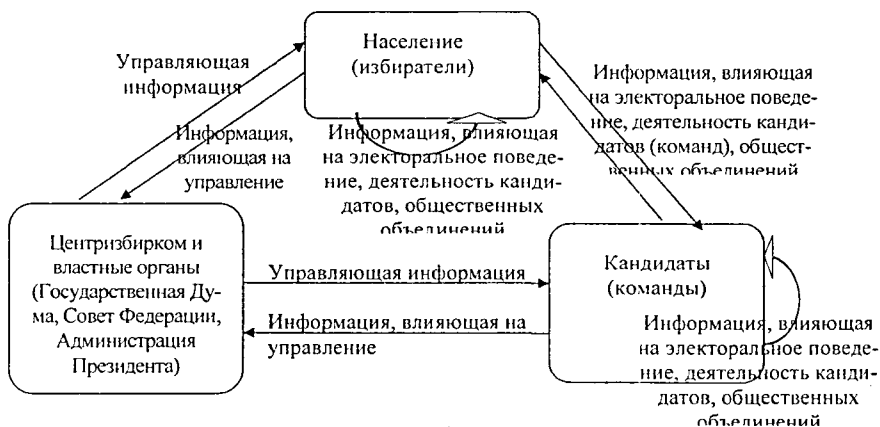 Население
(избиратели)
Управляющая
информация
Информация,
влияющая на
управление
Информация, влияющая
на электоральное поведе-
ние, деятельность канди-
датов, общественных
объединений
Информация, влияющая
на электоральное поведе-
ние, деятельность канди-
датов (команд), общест-
венных объединений
Центризбирком и
властные органы
(Государственная Ду-
ма, Совет Федерации,
Администрация
Президента)
Управляющая информация
Информация, влияющая на
управление
Кандидаты
(команды)
Информация, влияющая
на электоральное поведе-
ние, деятельность канди-
датов, общественных
объединений